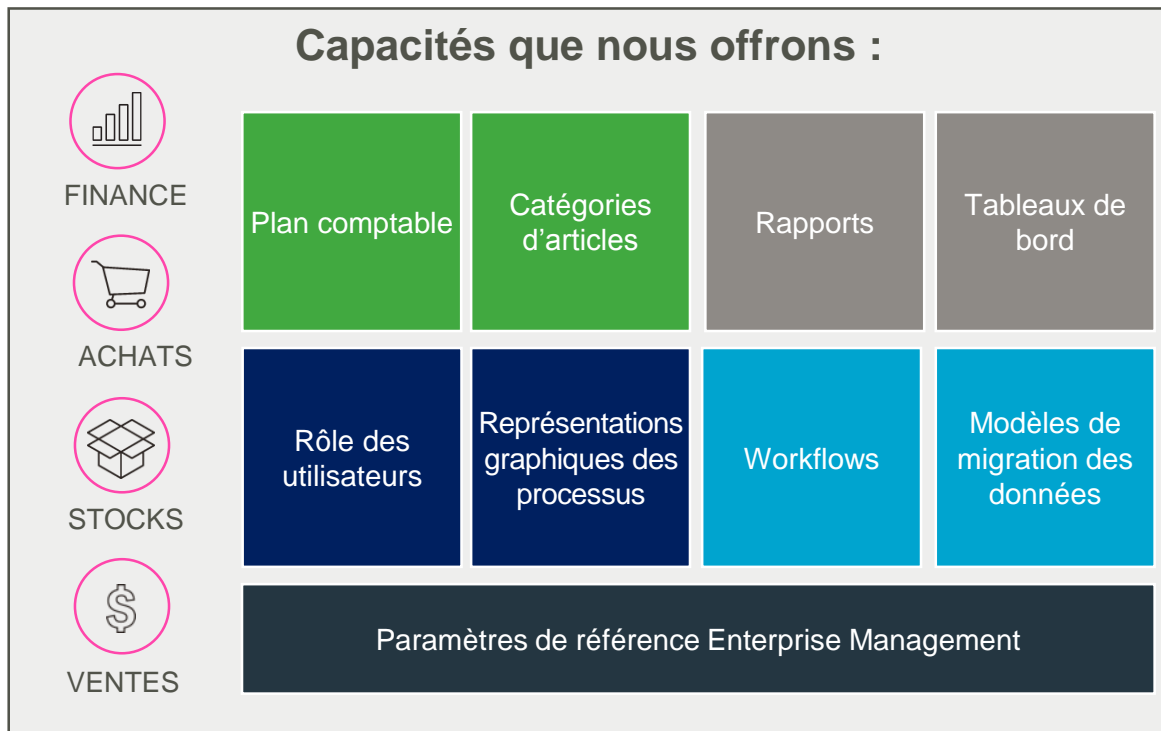 Capacités que nous offrons :
FINANCE
ACHATS
STOCKS
$
VENTES
Plan comptable
Catégories
d’articles
Rapports
Tableaux de
bord
Rôle des
utilisateurs
Représentations
graphiques des
processus
Workflows
Modèles de
migration des
données
Paramètres de référence Enterprise Management